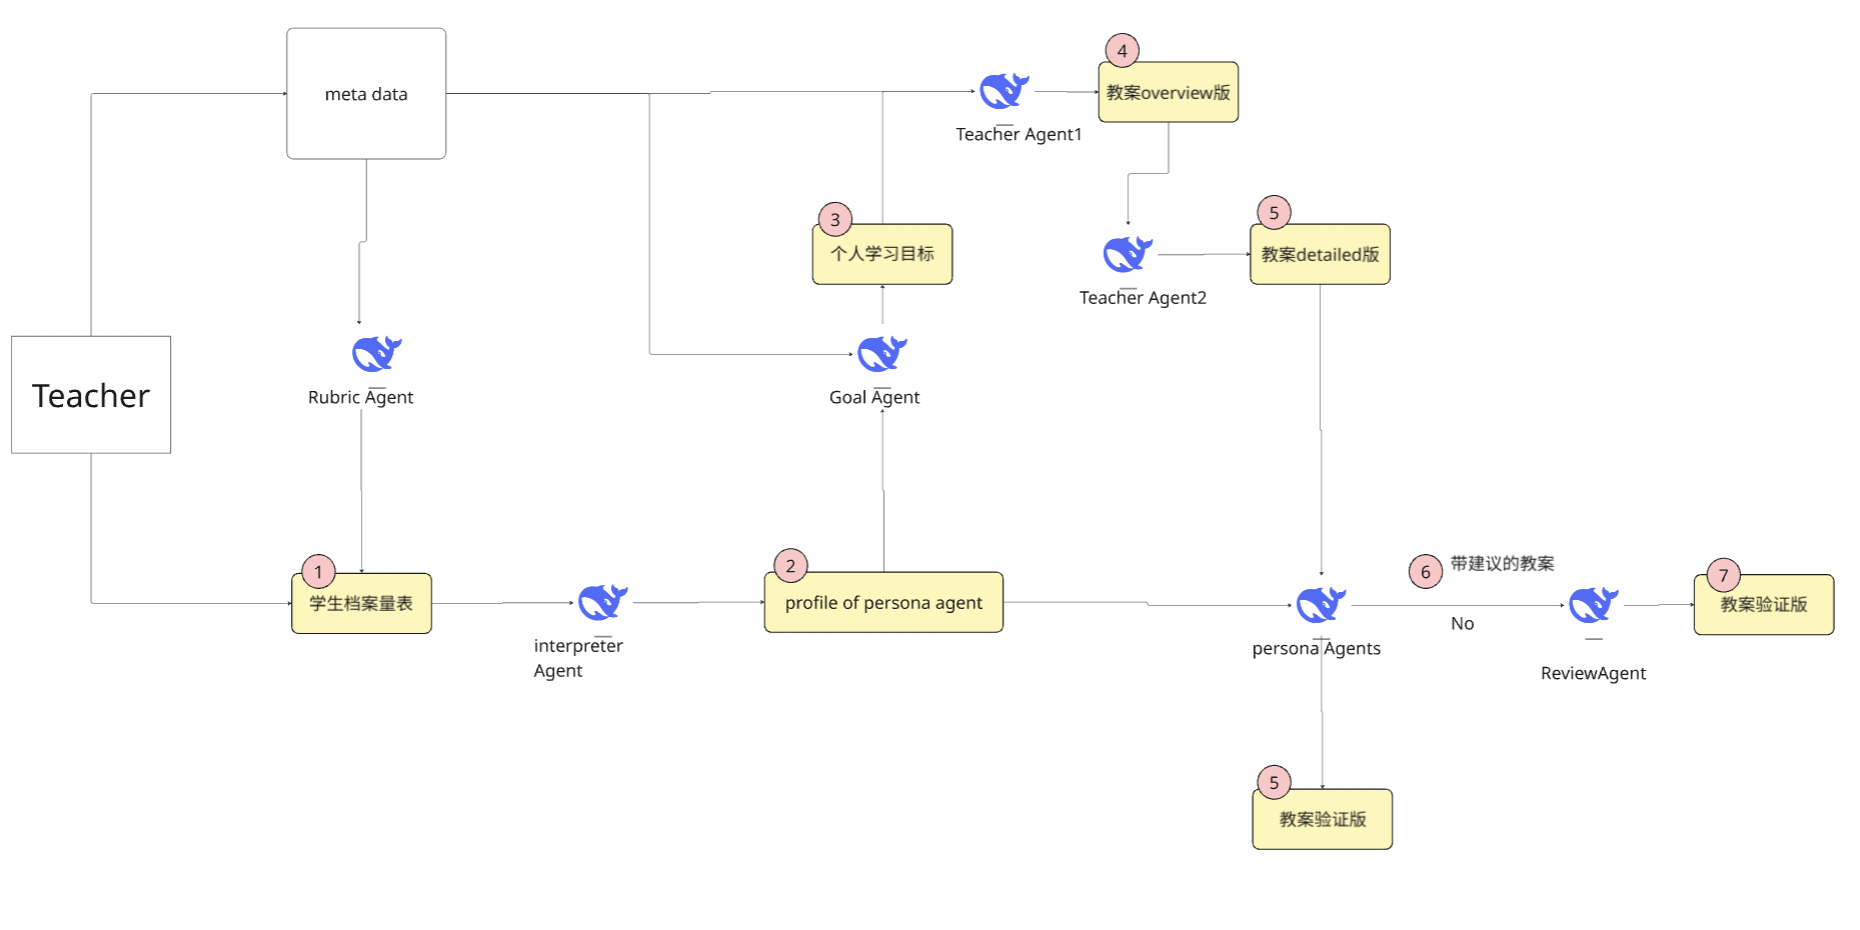 meta data
4
教案overview版
Teacher Agent1
3
个人学习目标
5
教案detailed版
Teacher Agent2
Teacher
Rubric Agent
Goal Agent
1
学生档案量表
interpreter
Agent
2
profile of persona agent
persona Agents
6
带建议的教案
No
ReviewAgent
7
教案验证版
5
教案验证版